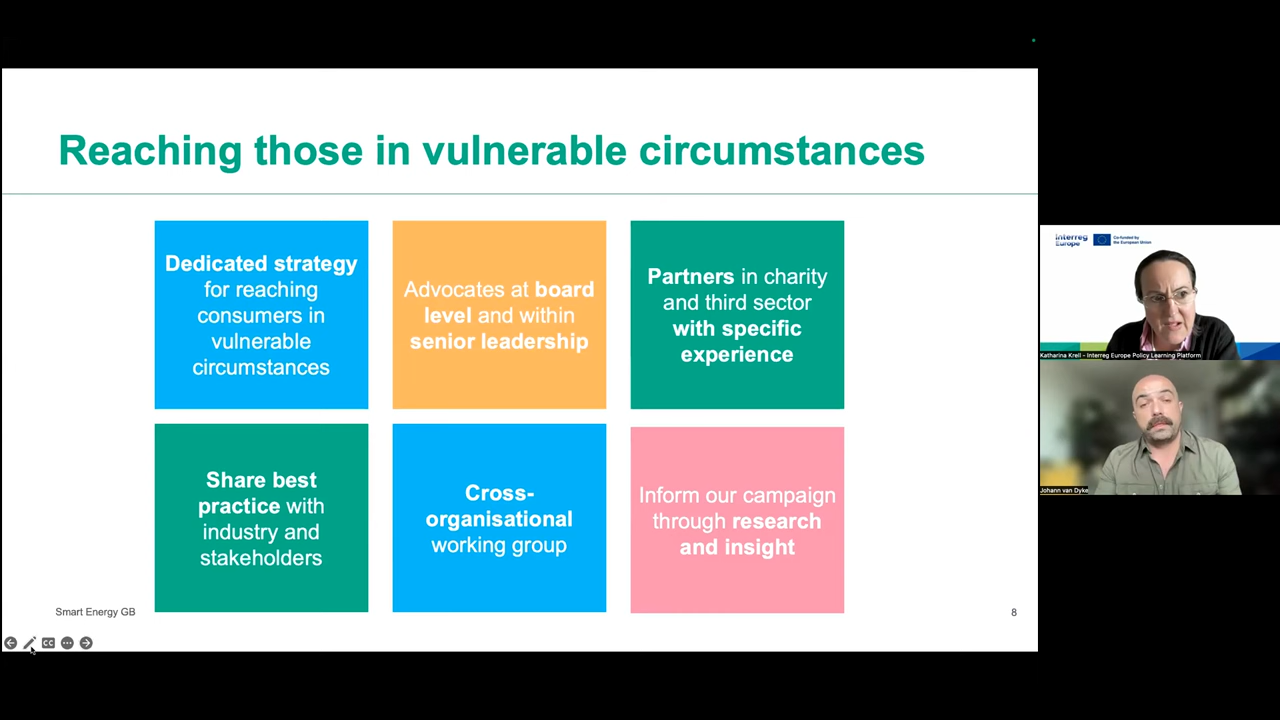 Reaching those in vulnerable circumstances
Dedicated strategy
for reaching
consumers in
vulnerable
circumstances
Advocates at board
level and within
senior leadership
Partners in charity
and third sector
with specific
experience
Share best
practice with
industry and
stakeholders
Cross-
organisational
working group
Inform our campaign
through research
and insight
Smart Energy GB
8
CC
Interreg
Europe
Co-funded by
the European Union
Katharina Krell - Interreg Europe Policy Learning Platform
Johann van Dyke